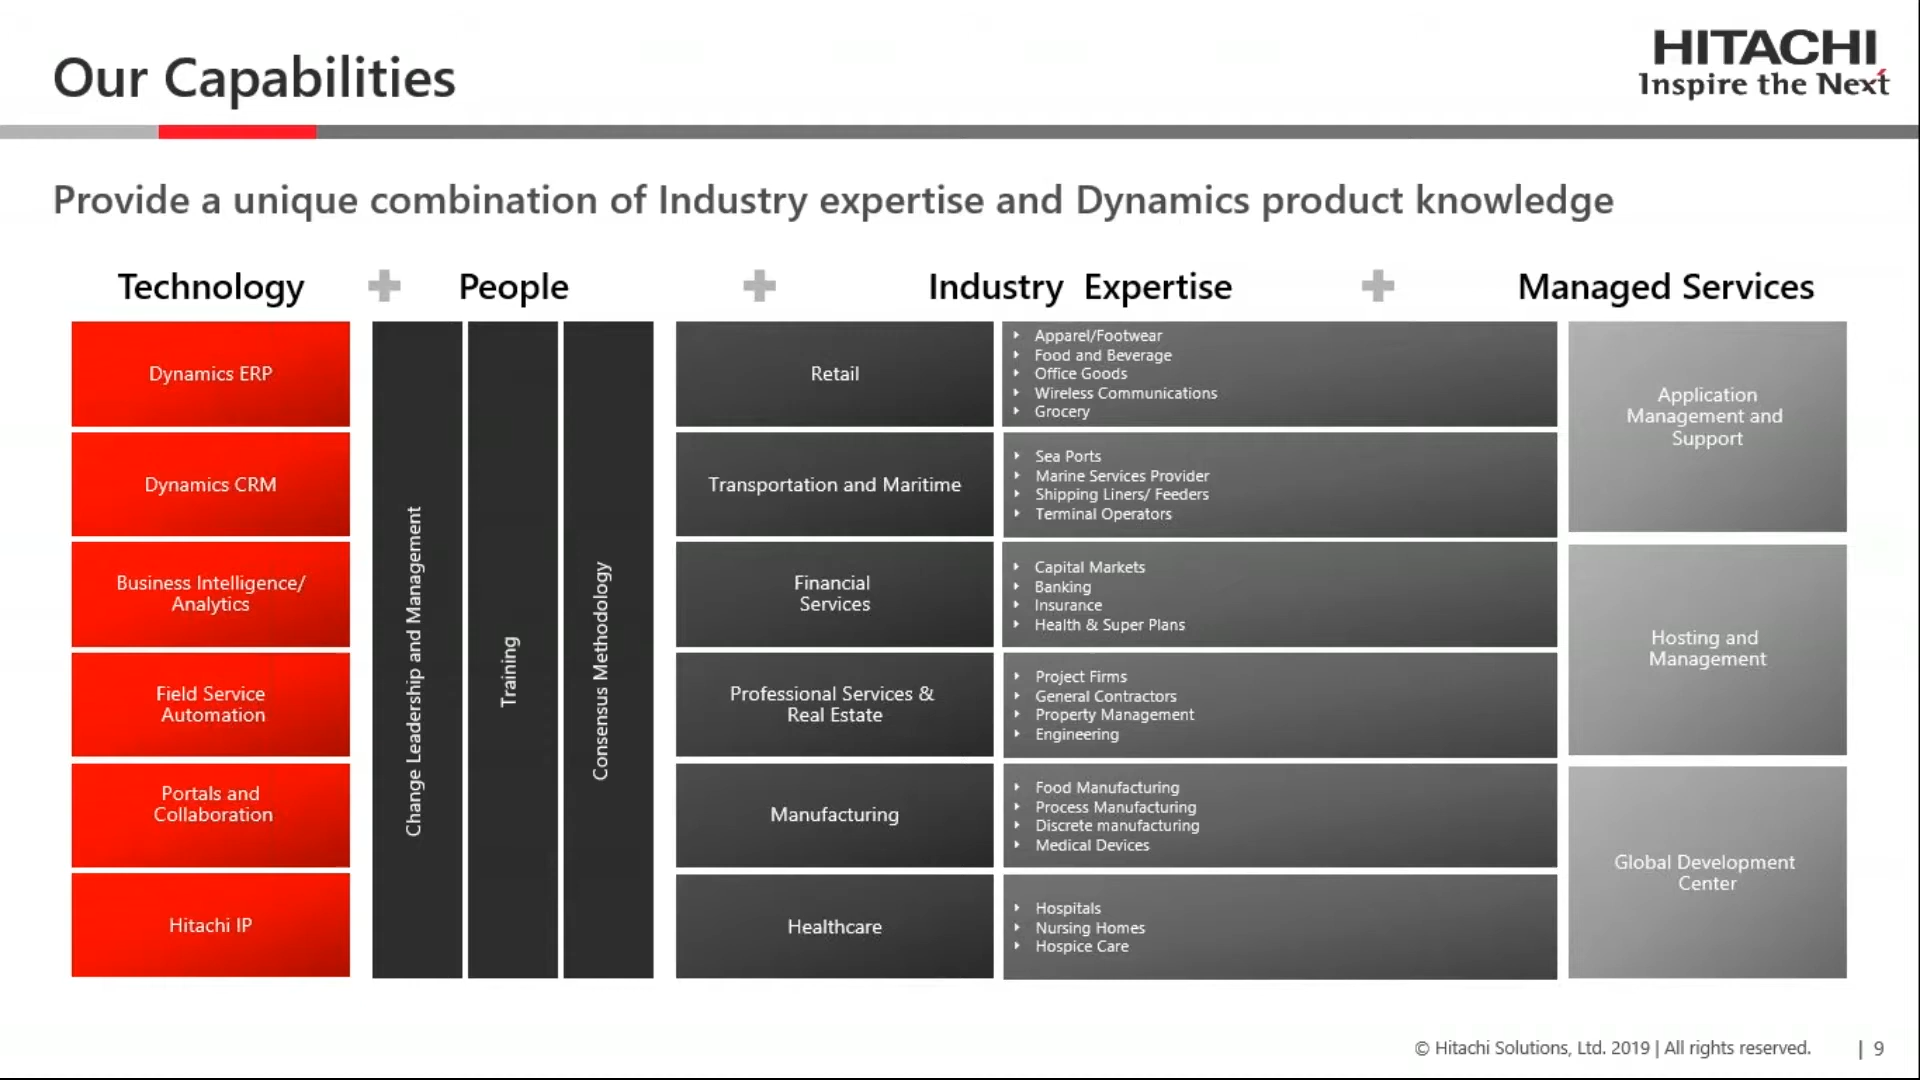 Our Capabilities
HITACHI
Inspire the Next
Provide a unique combination of Industry expertise and Dynamics product knowledge
Technology
People
Industry Expertise
Managed Services
Dynamics ERP
Dynamics CRM
Business Intelligence/
Analytics
Field Service
Automation
Portals and
Collaboration
Hitachi IP
Change Leadership and Management
Training
Consensus Methodology
Retail
Apparel/Footwear
Food and Beverage
Office Goods
Wireless Communications
Grocery
Transportation and Maritime
Sea Ports
Marine Services Provider
Shipping Liners/ Feeders
Terminal Operators
Financial
Services
Capital Markets
Banking
Insurance
Health & Super Plans
Professional Services &
Real Estate
Project Firms
General Contractors
Property Management
Engineering
Manufacturing
Food Manufacturing
Process Manufacturing
Discrete manufacturing
Medical Devices
Healthcare
Hospitals
Nursing Homes
Hospice Care
Application
Management and
Support
Hosting and
Management
Global Development
Center
© Hitachi Solutions, Ltd. 2019 | All rights reserved. | 9